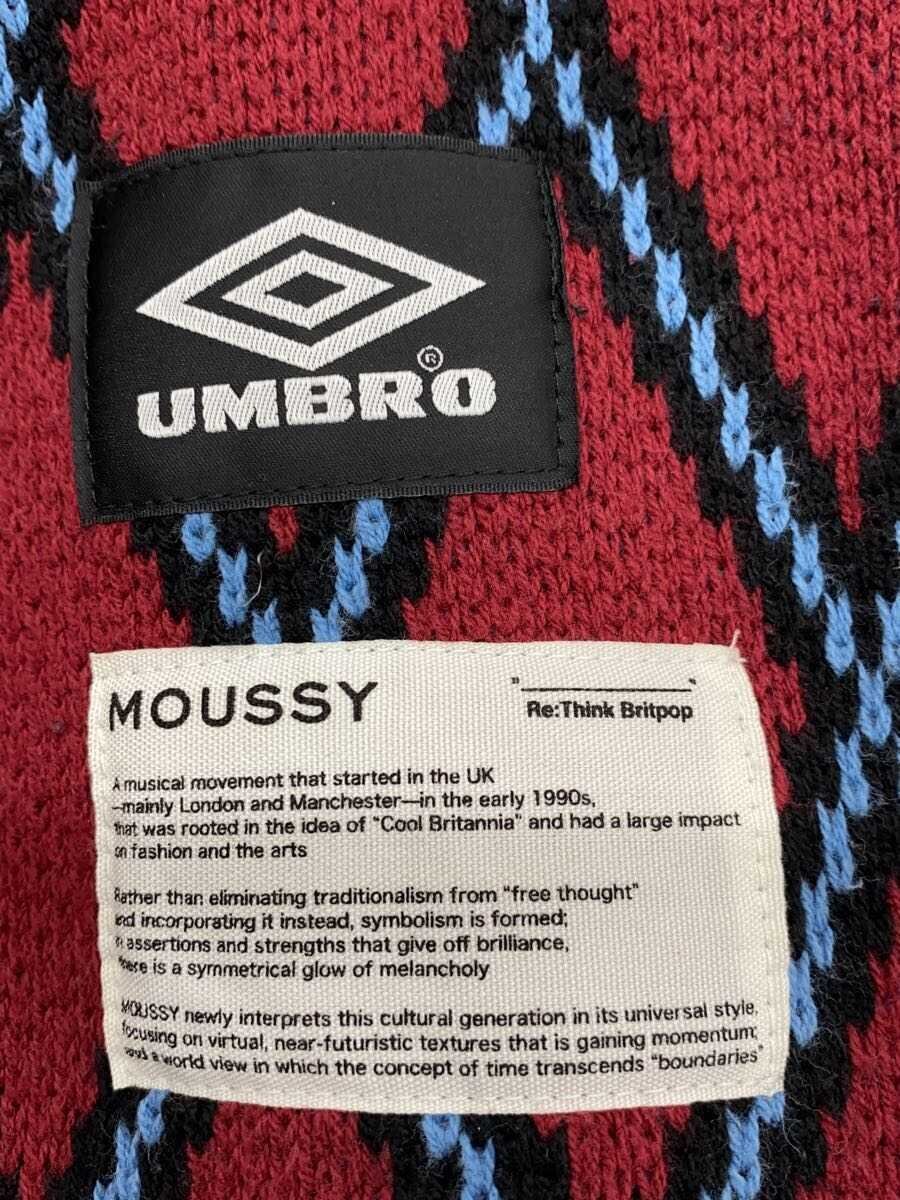 UMBRO®
MOUSSY
"                "
Re:Think Britpop
A musical movement that started in the UK
—mainly London and Manchester—in the early 1990s,
that was rooted in the idea of "Cool Britannia" and had a large impact
on fashion and the arts
Rather than eliminating traditionalism from "free thought"
and incorporating it instead, symbolism is formed;
in assertions and strengths that give off brilliance,
there is a symmetrical glow of melancholy
MOUSSY newly interprets this cultural generation in its universal style,
focusing on virtual, near-futuristic textures that is gaining momentum;
and a world view in which the concept of time transcends "boundaries"